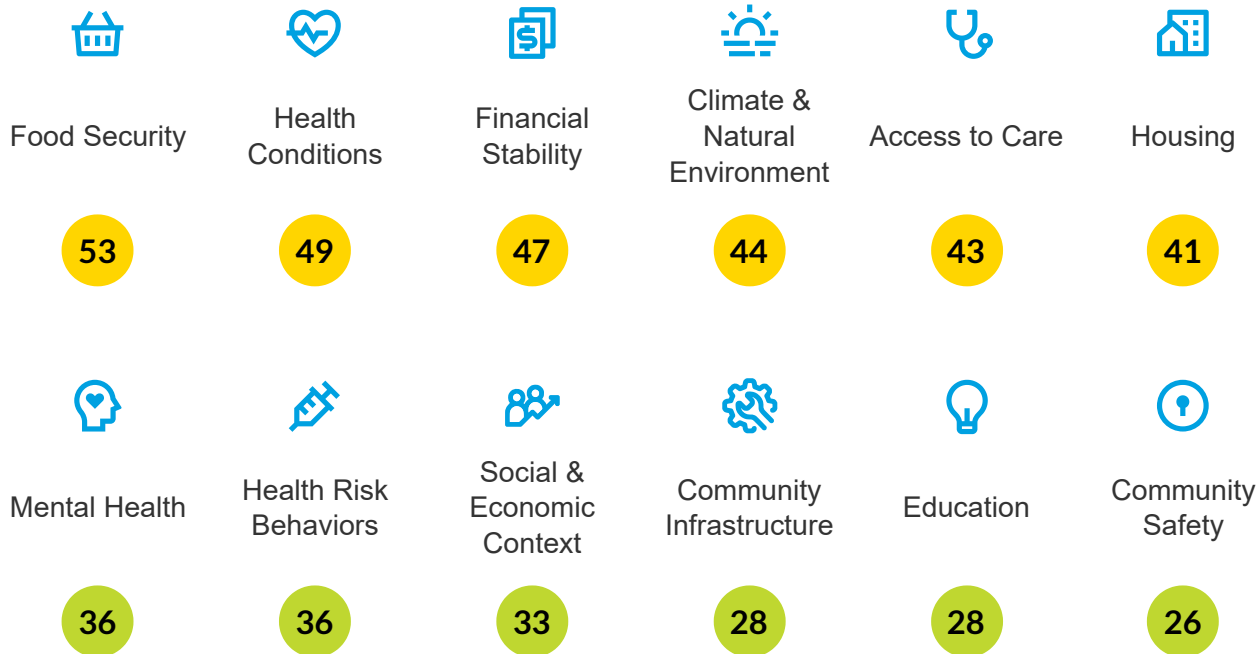 Food Security
Health
Conditions
Financial
Stability
Climate &
Natural
Environment
Access to Care
Housing
53
49
47
44
43
41
Mental Health
Health Risk
Behaviors
Social &
Economic
Context
Community
Infrastructure
Education
Community
Safety
36
36
33
28
28
26